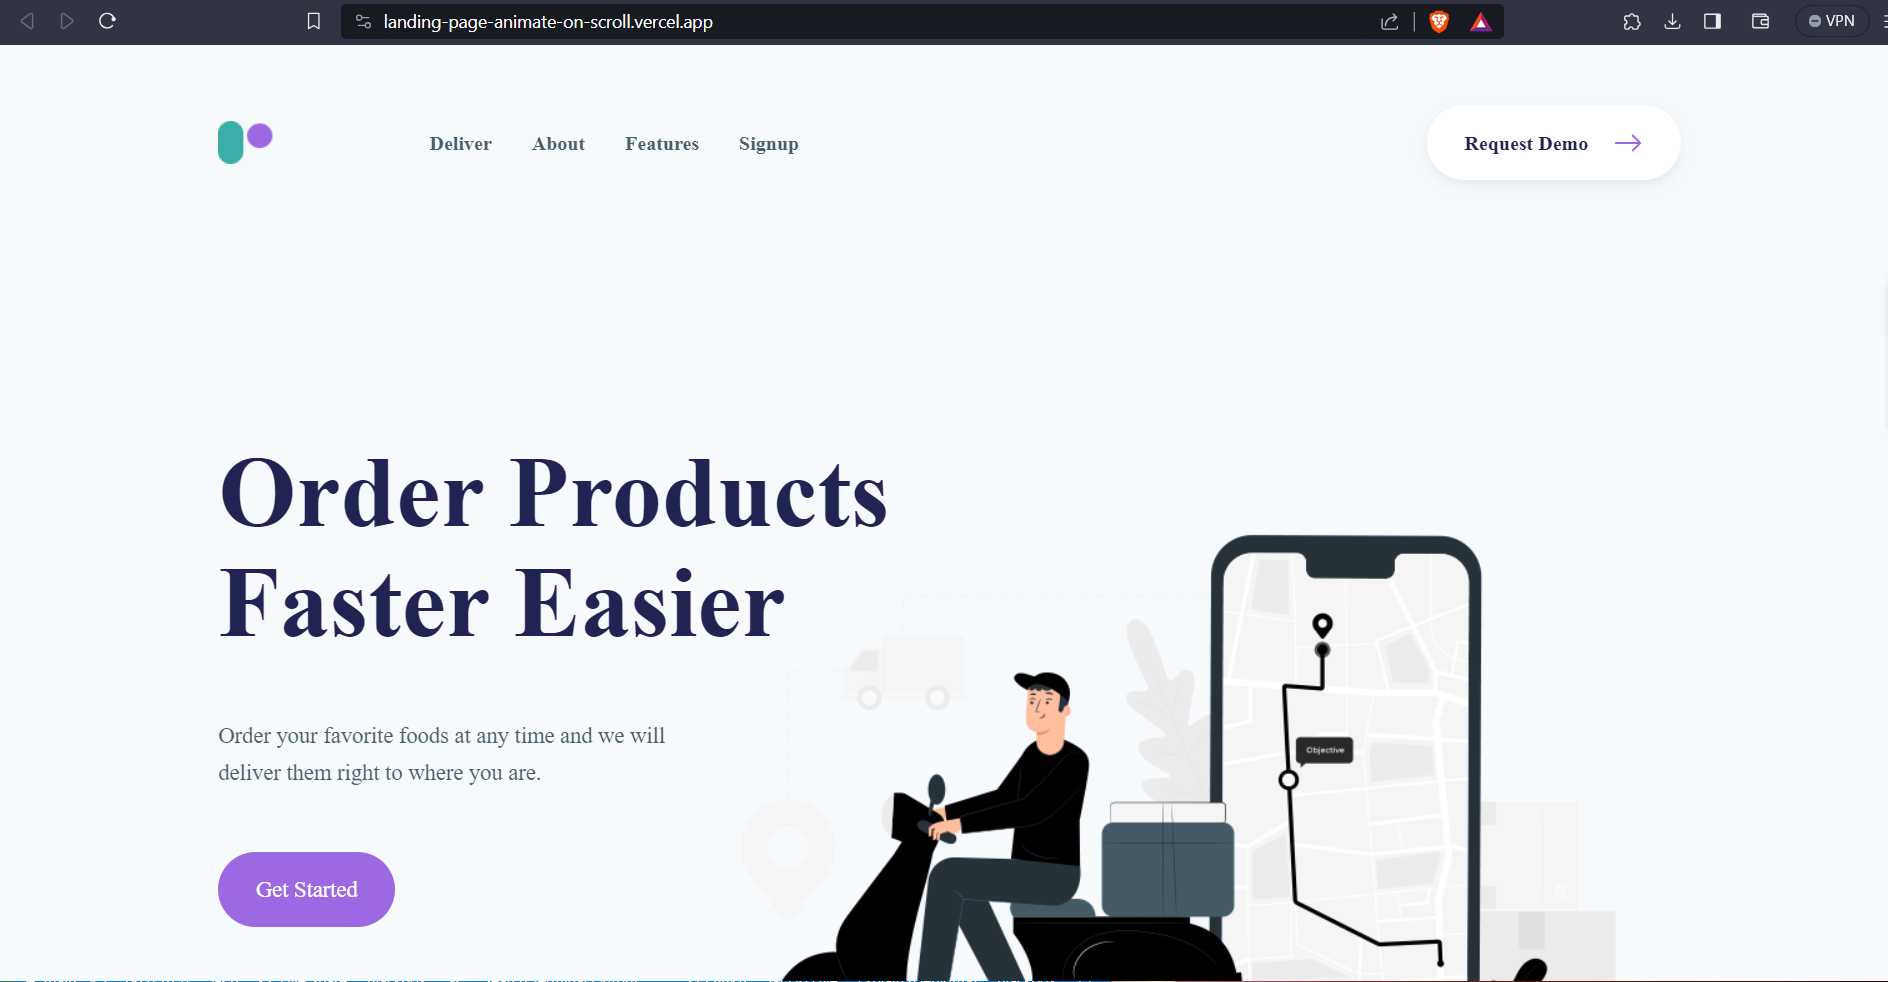 landing-page-animate-on-scroll.vercel.app
VPN
Deliver About Features Signup
Request Demo
Order Products
Faster Easier
Order your favorite foods at any time and we will
deliver them right to where you are.
Get Started
Objective